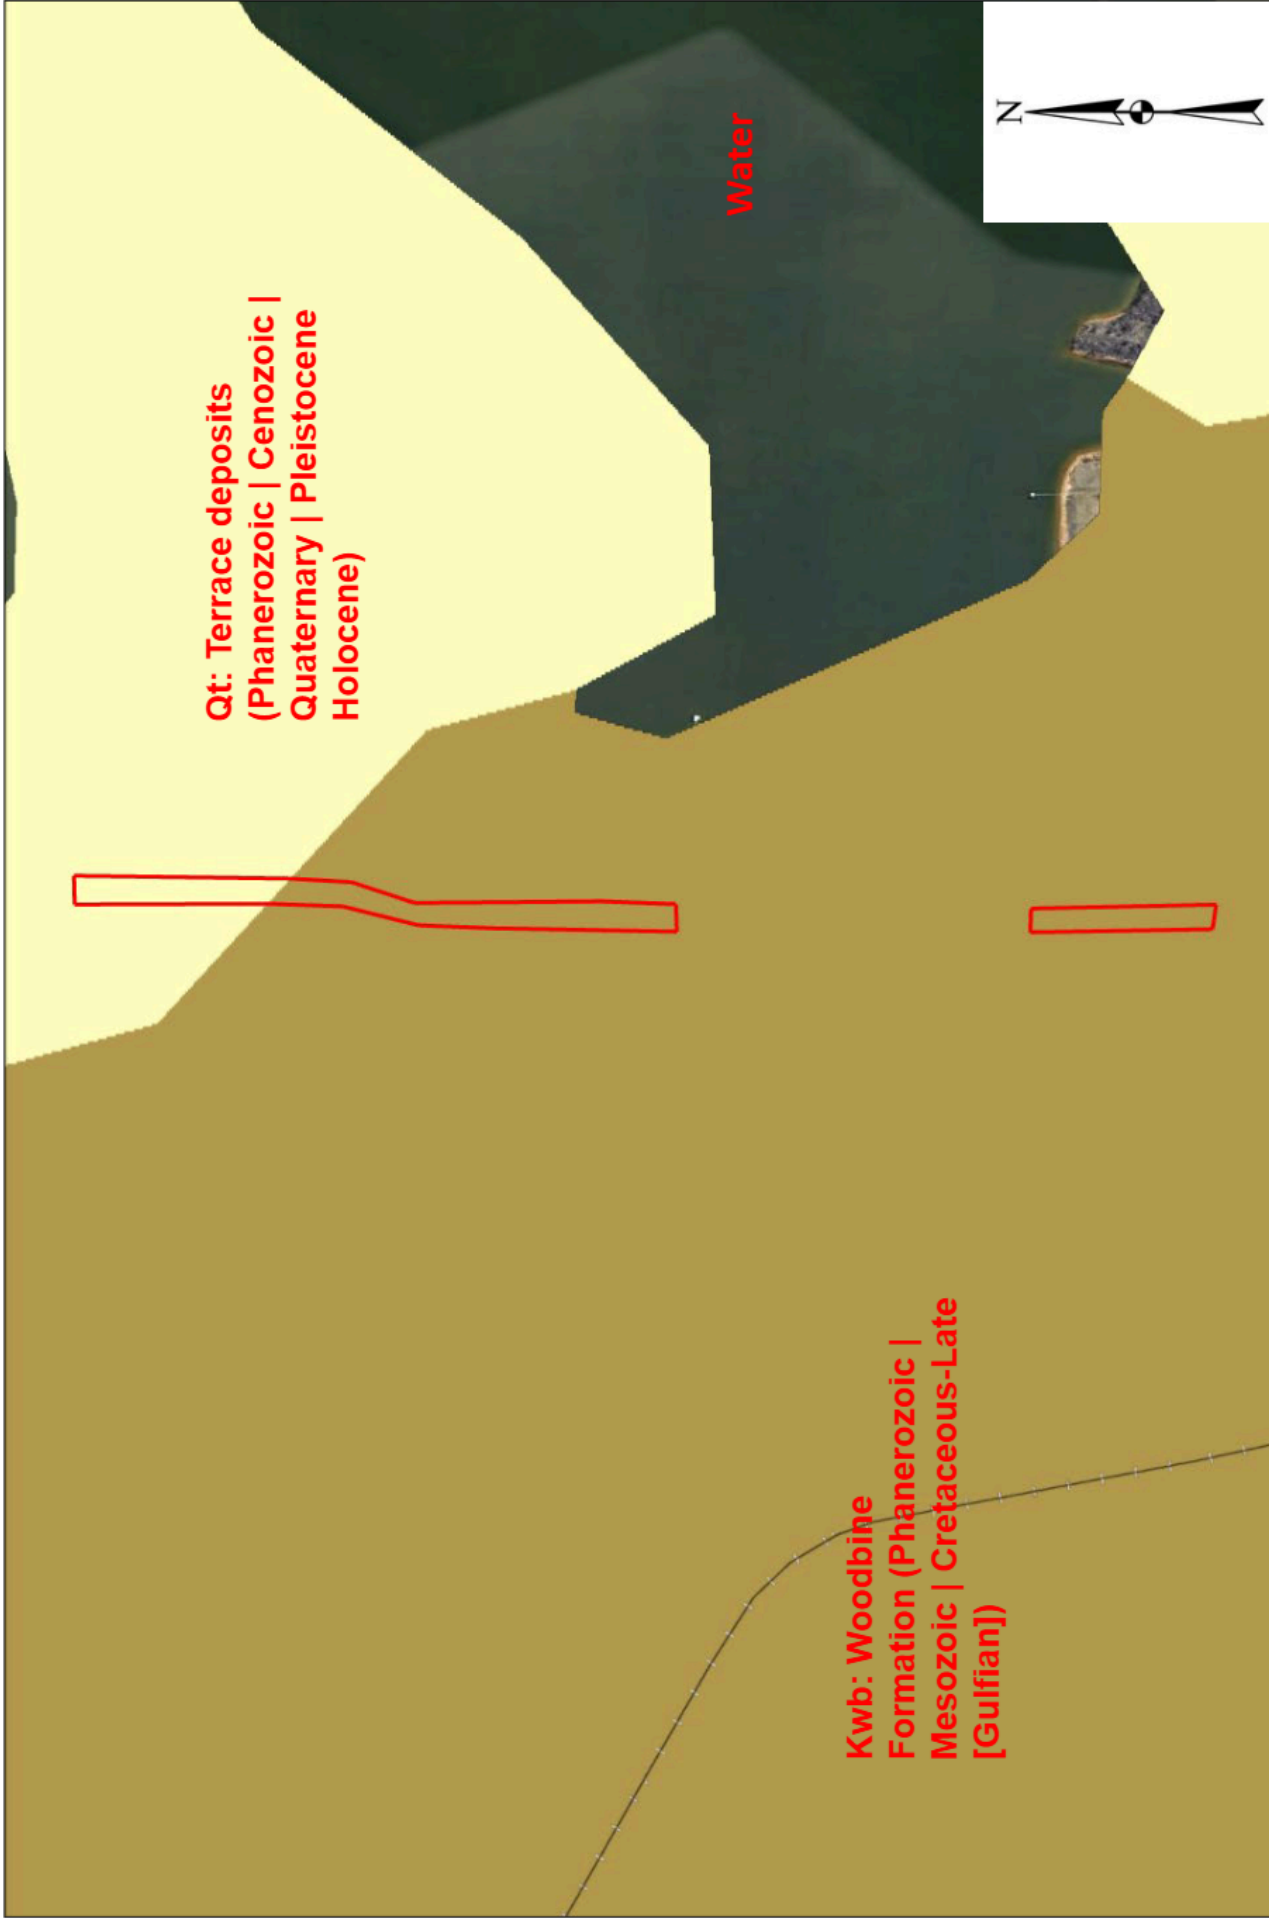 Qt: Terrace deposits
(Phanerozoic | Cenozoic |
Quaternary | Pleistocene
Holocene)
Water
N
Kwb: Woodbine
Formation (Phanerozoic |
Mesozoic | Cretaceous-Late
[Gulfian])